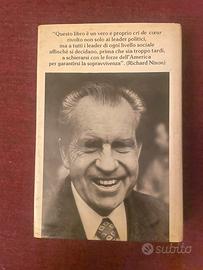 "Questo libro è un vero e proprio cri de cœur
rivolto non solo ai leader politici,
ma a tutti i leader di ogni livello sociale
affinché si decidano, prima che sia troppo tardi,
a schierarsi con le forze dell'America
per garantirsi la sopravvivenza". (Richard Nixon)
subito